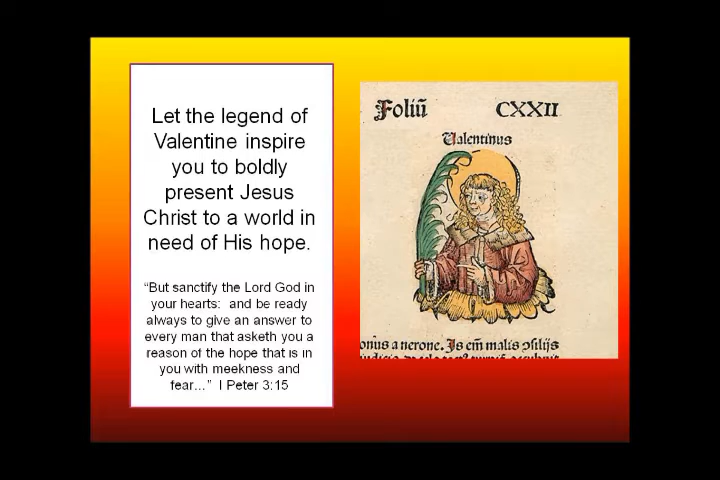 Let the legend of
Valentine inspire
you to boldly
present Jesus
Christ to a world in
need of His hope.
“But sanctify the Lord God in
your hearts:  and be ready
always to give an answer to
every man that asketh you a
reason of the hope that is in
you with meekness and
fear…”  I Peter 3:15
Foliũ CXXII
Valentinus
onius a nerone. Is em̃ malis ↄsilijs